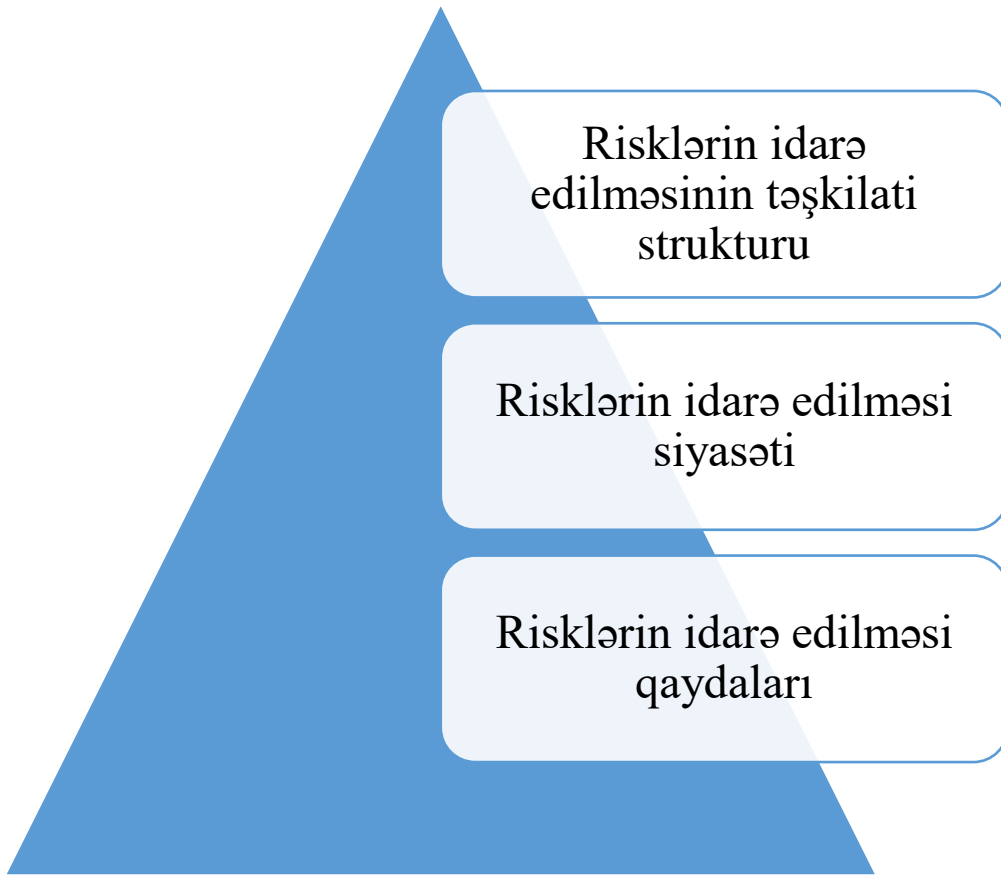 Risklərin idarə
edilməsinin təşkilati
strukturu
Risklərin idarə edilməsi
siyasəti
Risklərin idarə edilməsi
qaydaları